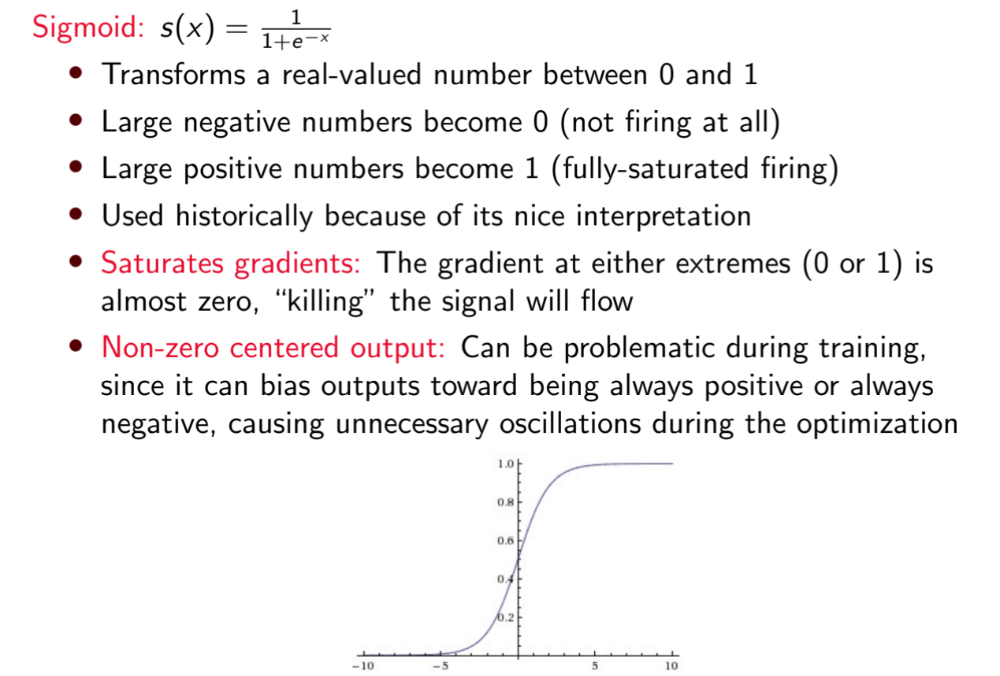 Sigmoid: s(x) = 1/(1+e^−x)
• Transforms a real-valued number between 0 and 1
• Large negative numbers become 0 (not firing at all)
• Large positive numbers become 1 (fully-saturated firing)
• Used historically because of its nice interpretation
• Saturates gradients: The gradient at either extremes (0 or 1) is
almost zero, “killing” the signal will flow
• Non-zero centered output: Can be problematic during training,
since it can bias outputs toward being always positive or always
negative, causing unnecessary oscillations during the optimization
1.0
0.8
0.6
0.4
0.2
−10 −5 5 10